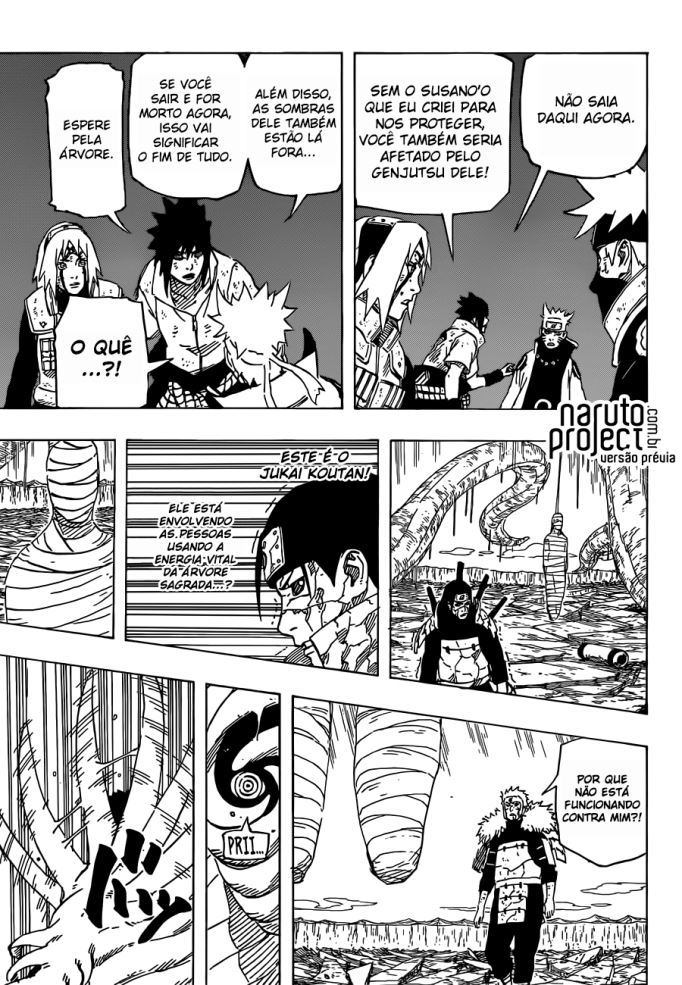 NÃO SAIA
DAQUI AGORA.
SEM O SUSANO'O
QUE EU CRIEI PARA
NOS PROTEGER,
VOCÊ TAMBÉM SERIA
AFETADO PELO
GENJUTSU DELE!
ALÉM DISSO,
AS SOMBRAS
DELE TAMBÉM
ESTÃO LÁ
FORA...
SE VOCÊ
SAIR E FOR
MORTO AGORA,
ISSO VAI
SIGNIFICAR
O FIM DE TUDO.
ESPERE
PELA
ÁRVORE.
O QUÊ
...?!
naruto
project
.com.br
versão prévia
ESTE É O
JUKAI KOUTAN!
ELE ESTÁ
ENVOLVENDO
AS PESSOAS
USANDO A
ENERGIA VITAL
DA ÁRVORE
SAGRADA...?
POR QUE
NÃO ESTÁ
FUNCIONANDO
CONTRA MIM?!
PRII...
ドドド